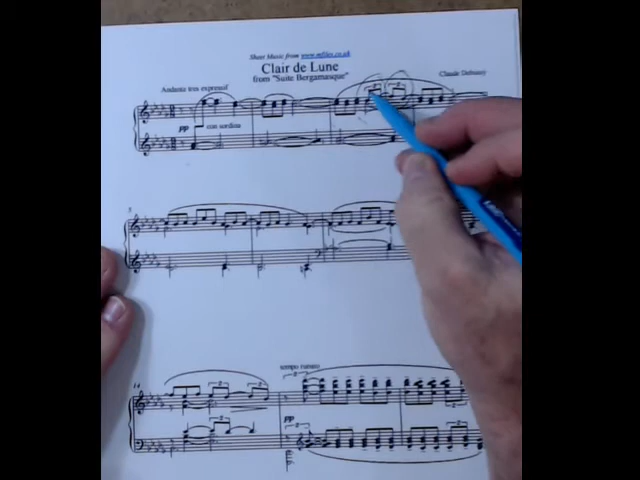 Sheet Music from www.mfiles.co.uk
Clair de Lune
from "Suite Bergamasque"
Claude Debussy
Andante tres expressif
pp con sordina
tempo rubato
pp